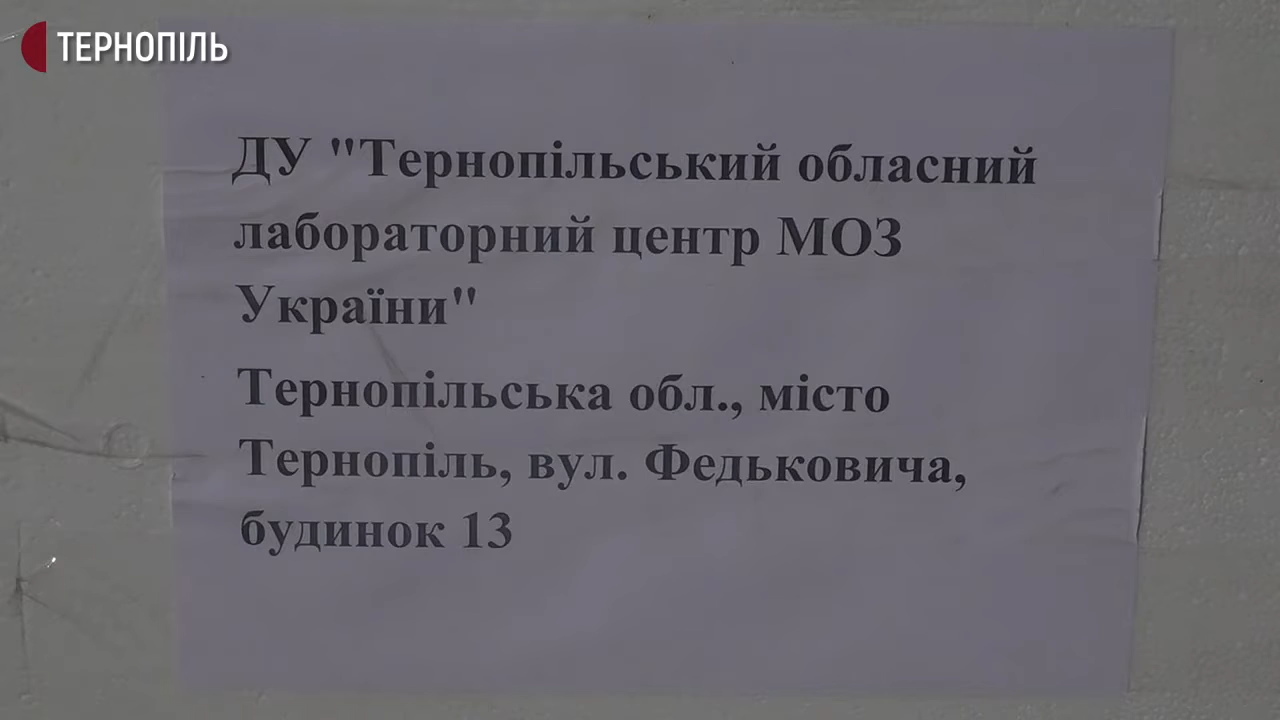 ТЕРНОПІЛЬ
ДУ "Тернопільський обласний
лабораторний центр МОЗ
України"
Тернопільська обл., місто
Тернопіль, вул. Федьковича,
будинок 13